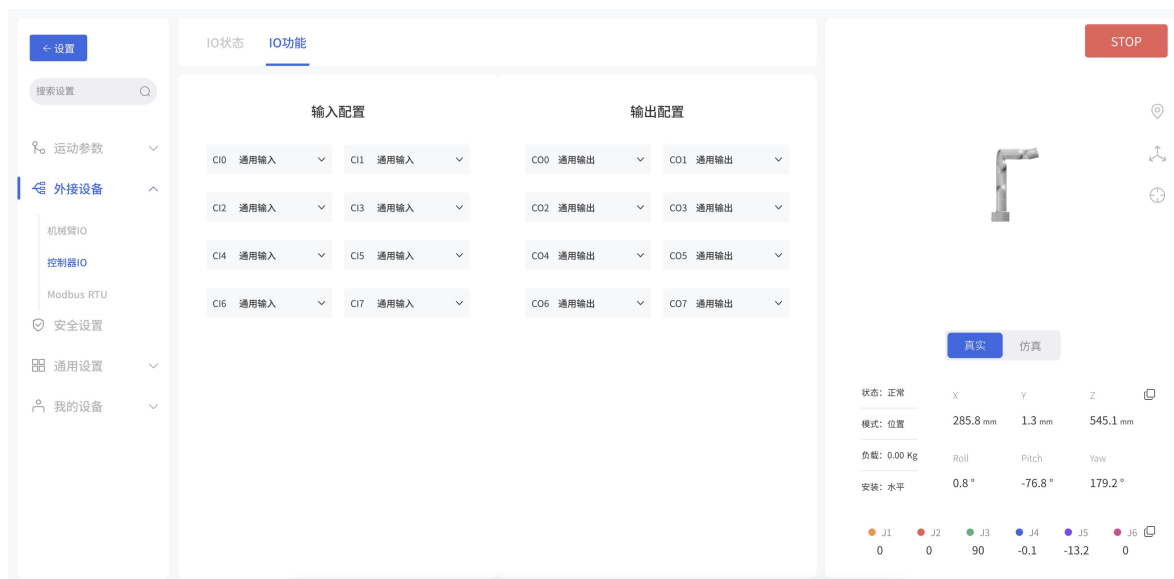 ←设置
搜索设置
运动参数
外接设备
机械臂IO
控制器IO
Modbus RTU
安全设置
通用设置
我的设备
IO状态 IO功能
输入配置
CI0 通用输入 CI1 通用输入
CI2 通用输入 CI3 通用输入
CI4 通用输入 CI5 通用输入
CI6 通用输入 CI7 通用输入
输出配置
CO0 通用输出 CO1 通用输出
CO2 通用输出 CO3 通用输出
CO4 通用输出 CO5 通用输出
CO6 通用输出 CO7 通用输出
STOP
真实 仿真
状态：正常
模式：位置
负载：0.00 Kg
安装：水平
X Y Z
285.8 mm 1.3 mm 545.1 mm
Roll Pitch Yaw
0.8 ° -76.8 ° 179.2 °
J1 J2 J3 J4 J5 J6
0 0 90 -0.1 -13.2 0